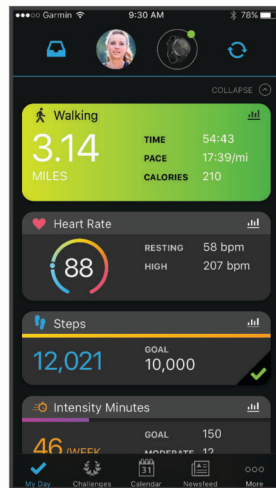 Garmin 9:30 AM 78%
COLLAPSE
Walking
3.14
MILES
TIME 54:43
PACE 17:39/mi
CALORIES 210
Heart Rate
88
RESTING 58 bpm
HIGH 207 bpm
Steps
12,021
GOAL
10,000
Intensity Minutes
46/WEEK
GOAL 150
MODERATE 12
31
My Day Challenges Calendar Newsfeed More